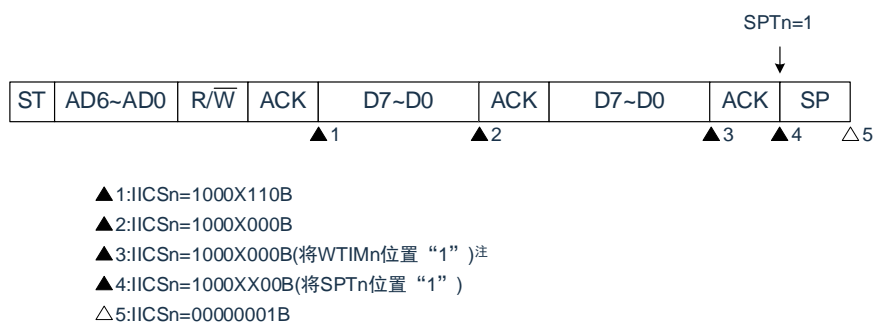 SPTn=1
ST AD6~AD0 R/W̅ ACK D7~D0 ACK D7~D0 ACK SP
▲1 ▲2 ▲3 ▲4 △5
▲1:IICSn=1000X110B
▲2:IICSn=1000X000B
▲3:IICSn=1000X000B(将WTIMn位置“1”)注
▲4:IICSn=1000XX00B(将SPTn位置“1”)
△5:IICSn=00000001B